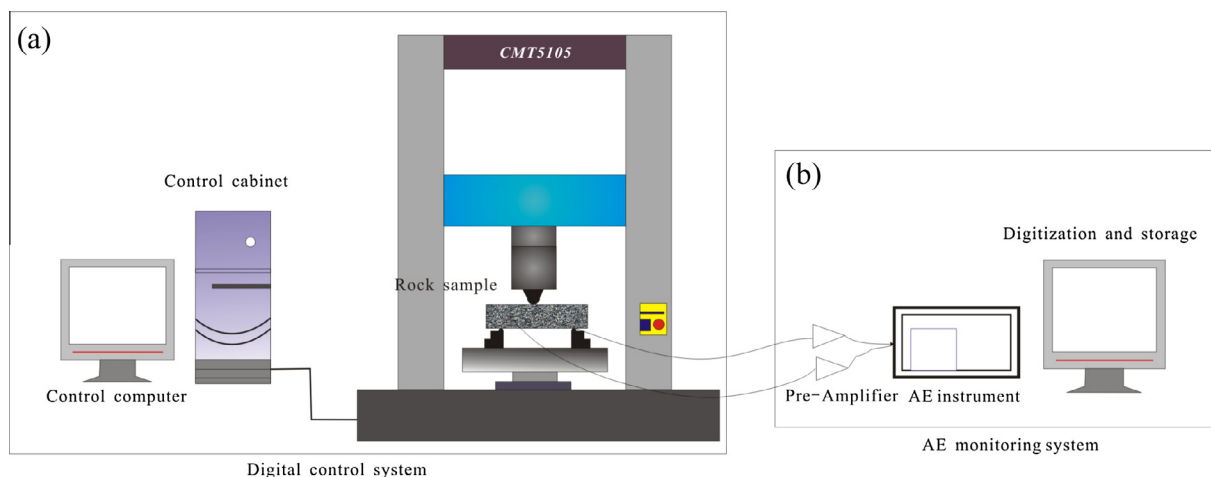 (a)
CMT5105
Control cabinet
Rock sample
Control computer
Digital control system
(b)
Digitization and storage
Pre-Amplifier
AE instrument
AE monitoring system